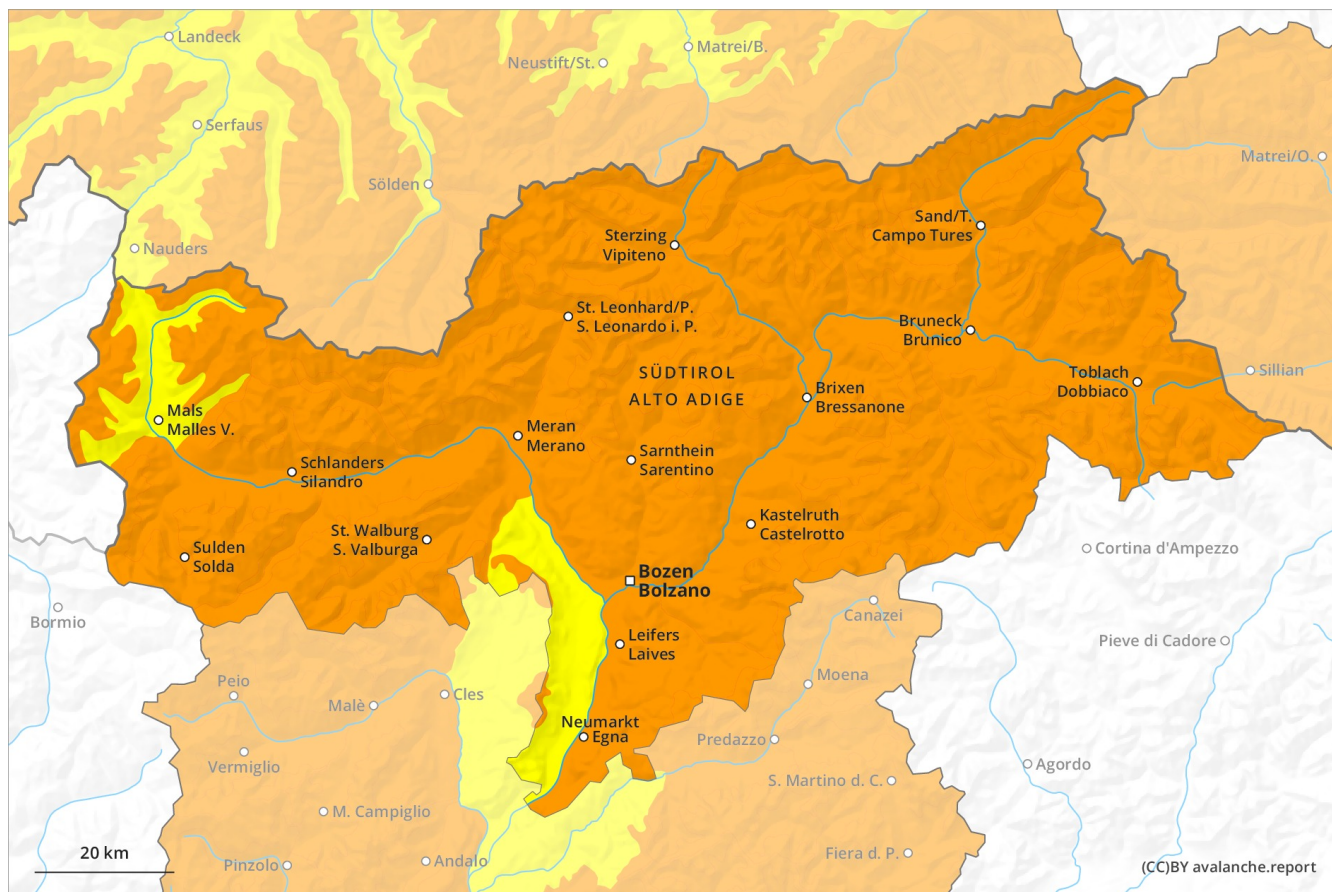 Landeck
Matrei/B.
Neustift/St.
Serfaus
Matrei/O.
Sölden
Sand/T.
Campo Tures
Sterzing
Vipiteno
Nauders
St. Leonhard/P.
S. Leonardo i. P.
Bruneck
Brunico
SÜDTIROL
ALTO ADIGE
Toblach
Dobbiaco
Sillian
Brixen
Bressanone
Mals
Malles V.
Meran
Merano
Sarnthein
Sarentino
Schlanders
Silandro
Kastelruth
Castelrotto
St. Walburg
S. Valburga
Sulden
Solda
Cortina d'Ampezzo
Bozen
Bolzano
Bormio
Canazei
Leifers
Laives
Pieve di Cadore
Moena
Peio
Cles
Malè
Neumarkt
Egna
Predazzo
Vermiglio
Agordo
S. Martino d. C.
M. Campiglio
20 km
Pinzolo
Andalo
Fiera d. P.
(CC)BY avalanche.report